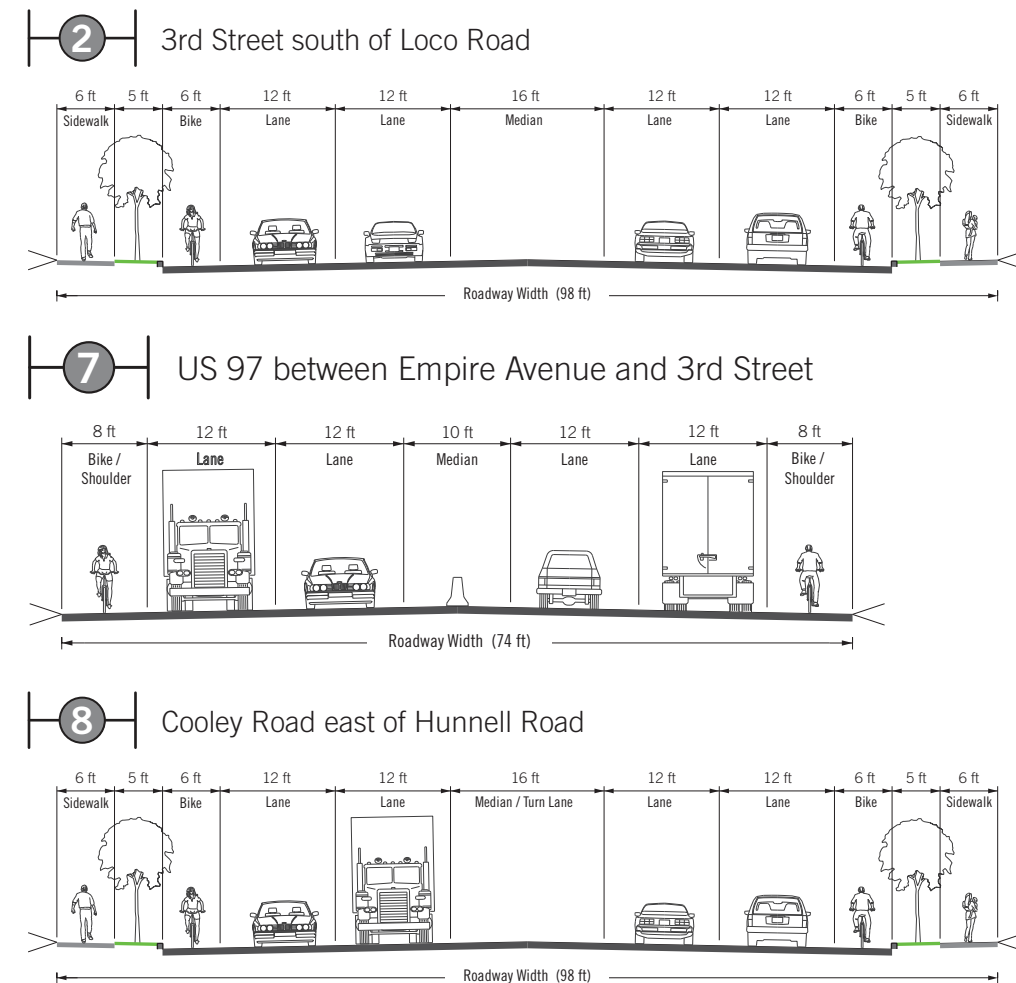 2 3rd Street south of Loco Road
6 ft 5 ft 6 ft 12 ft 12 ft 16 ft 12 ft 12 ft 6 ft 5 ft 6 ft
Sidewalk Bike Lane Lane Median Lane Lane Bike Sidewalk
Roadway Width (98 ft)
7 US 97 between Empire Avenue and 3rd Street
8 ft 12 ft 12 ft 10 ft 12 ft 12 ft 8 ft
Bike / Shoulder Lane Lane Median Lane Lane Bike / Shoulder
Roadway Width (74 ft)
8 Cooley Road east of Hunnell Road
6 ft 5 ft 6 ft 12 ft 12 ft 16 ft 12 ft 12 ft 6 ft 5 ft 6 ft
Sidewalk Bike Lane Lane Median / Turn Lane Lane Lane Bike Sidewalk
Roadway Width (98 ft)